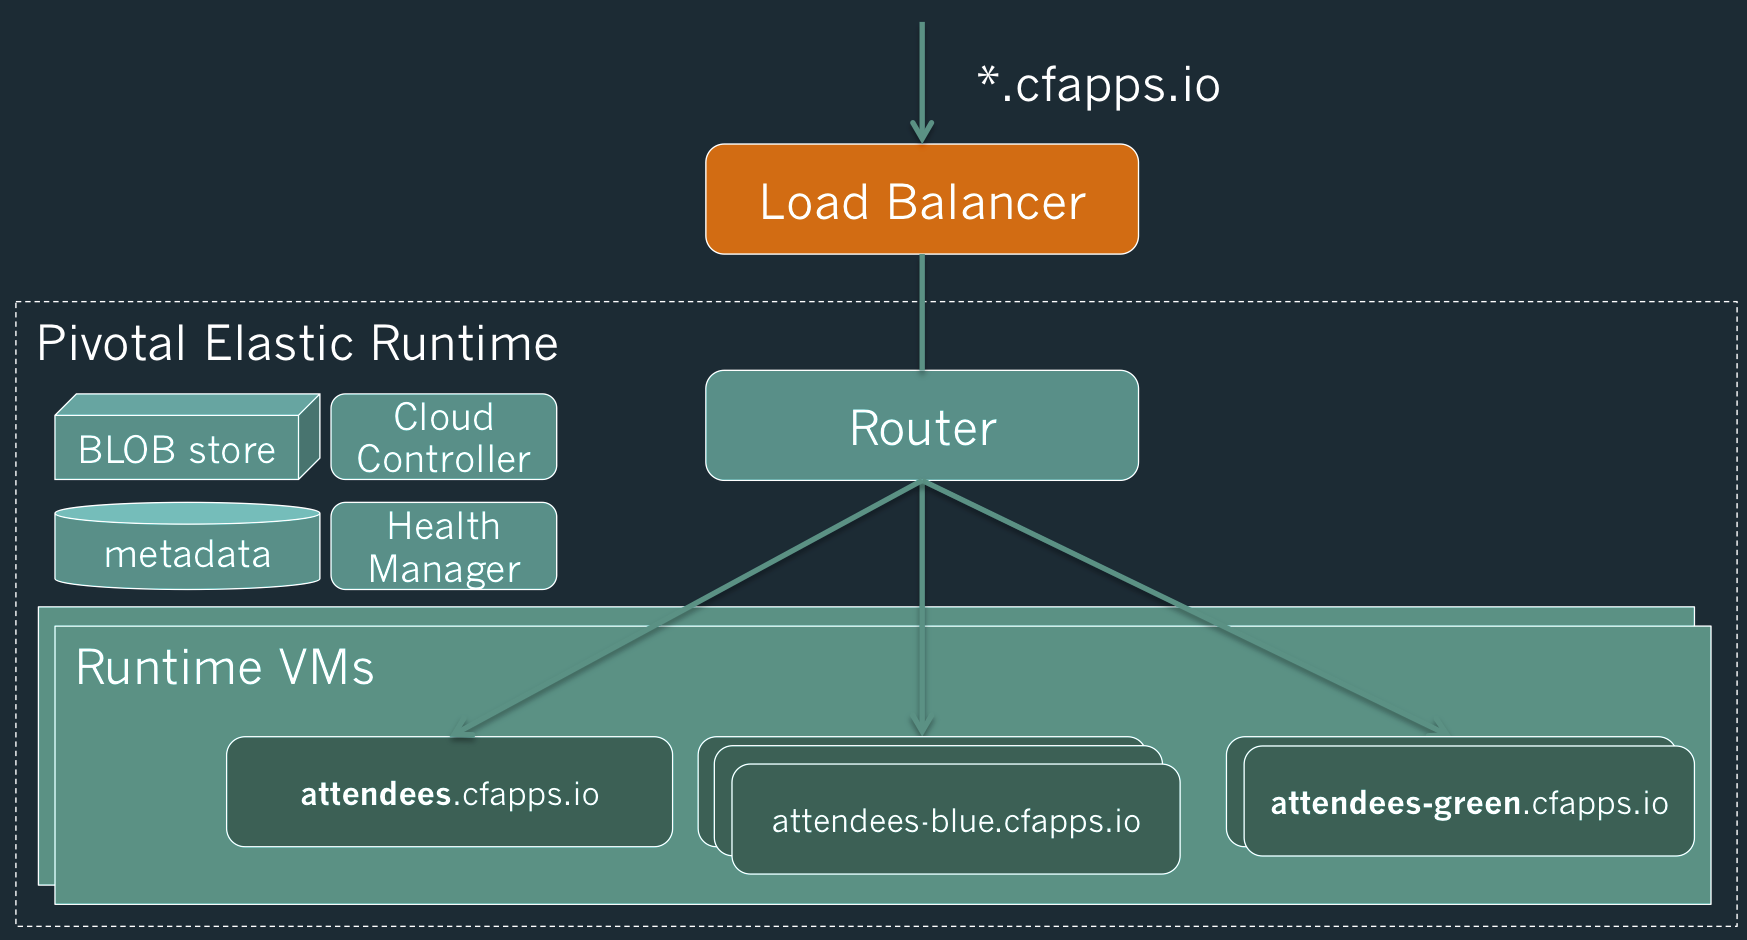 *.cfapps.io
Load Balancer
Pivotal Elastic Runtime
Router
BLOB store
Cloud
Controller
metadata
Health
Manager
Runtime VMs
attendees.cfapps.io
attendees-blue.cfapps.io
attendees-green.cfapps.io